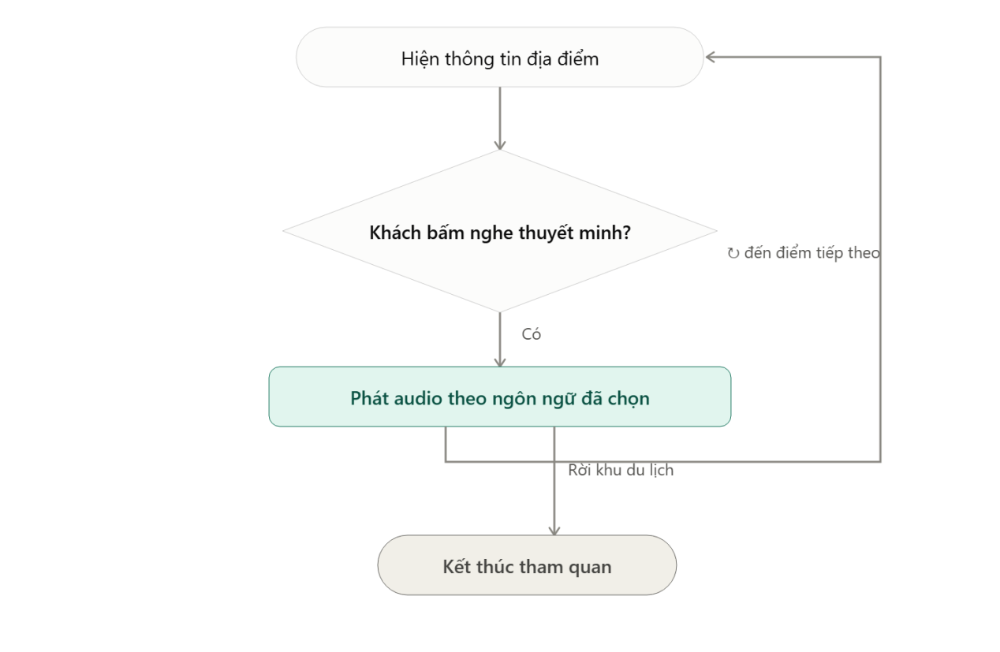 Hiện thông tin địa điểm
Khách bấm nghe thuyết minh?
↻ đến điểm tiếp theo
Có
Phát audio theo ngôn ngữ đã chọn
Rời khu du lịch
Kết thúc tham quan